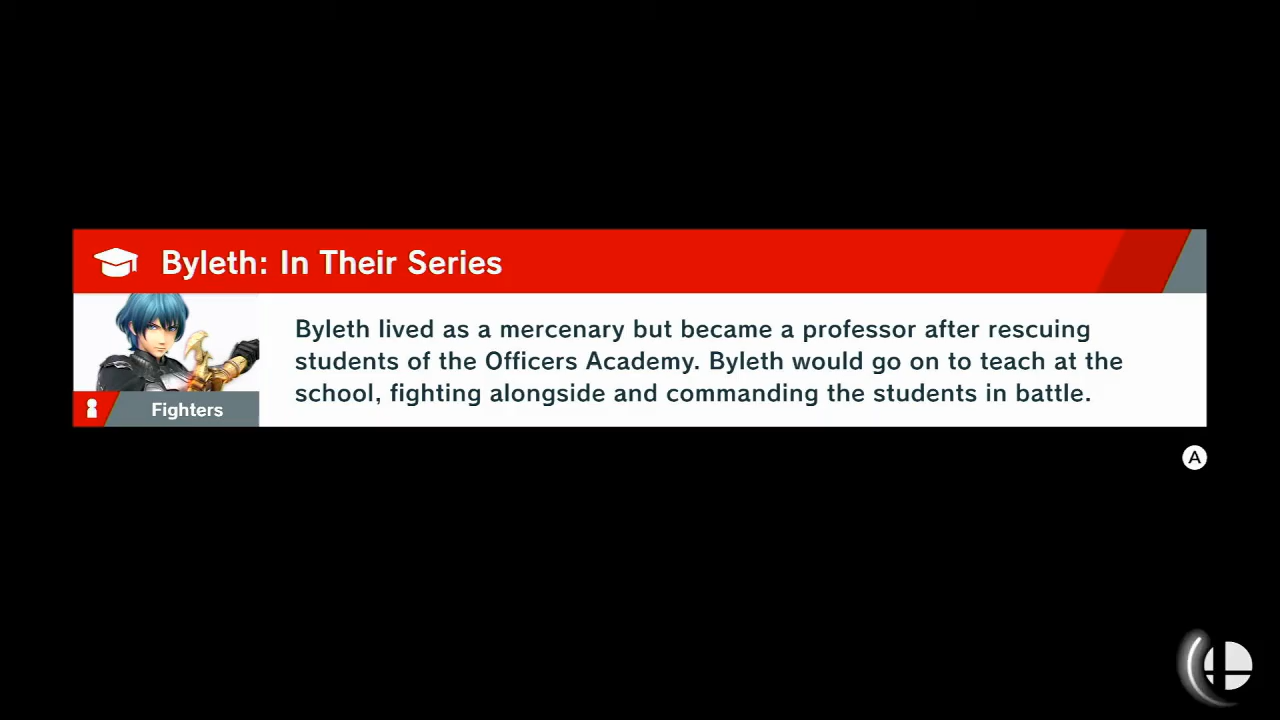 Byleth: In Their Series
Byleth lived as a mercenary but became a professor after rescuing
students of the Officers Academy. Byleth would go on to teach at the
school, fighting alongside and commanding the students in battle.
Fighters
A